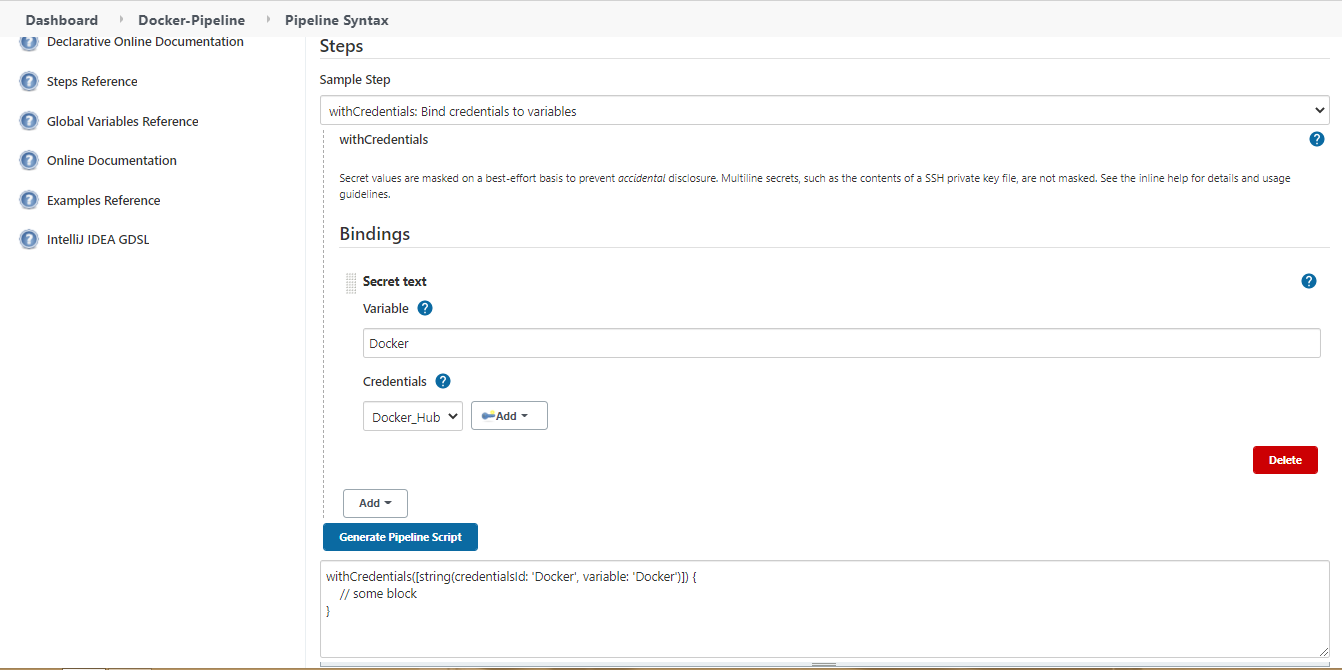 Dashboard Docker-Pipeline Pipeline Syntax
Declarative Online Documentation
Steps Reference
Global Variables Reference
Online Documentation
Examples Reference
IntelliJ IDEA GDSL
Steps
Sample Step
withCredentials: Bind credentials to variables
withCredentials
Secret values are masked on a best-effort basis to prevent accidental disclosure. Multiline secrets, such as the contents of a SSH private key file, are not masked. See the inline help for details and usage
guidelines.
Bindings
Secret text
Variable
Docker
Credentials
Docker_Hub Add
Delete
Add
Generate Pipeline Script
withCredentials([string(credentialsId: 'Docker', variable: 'Docker')]) {
// some block
}